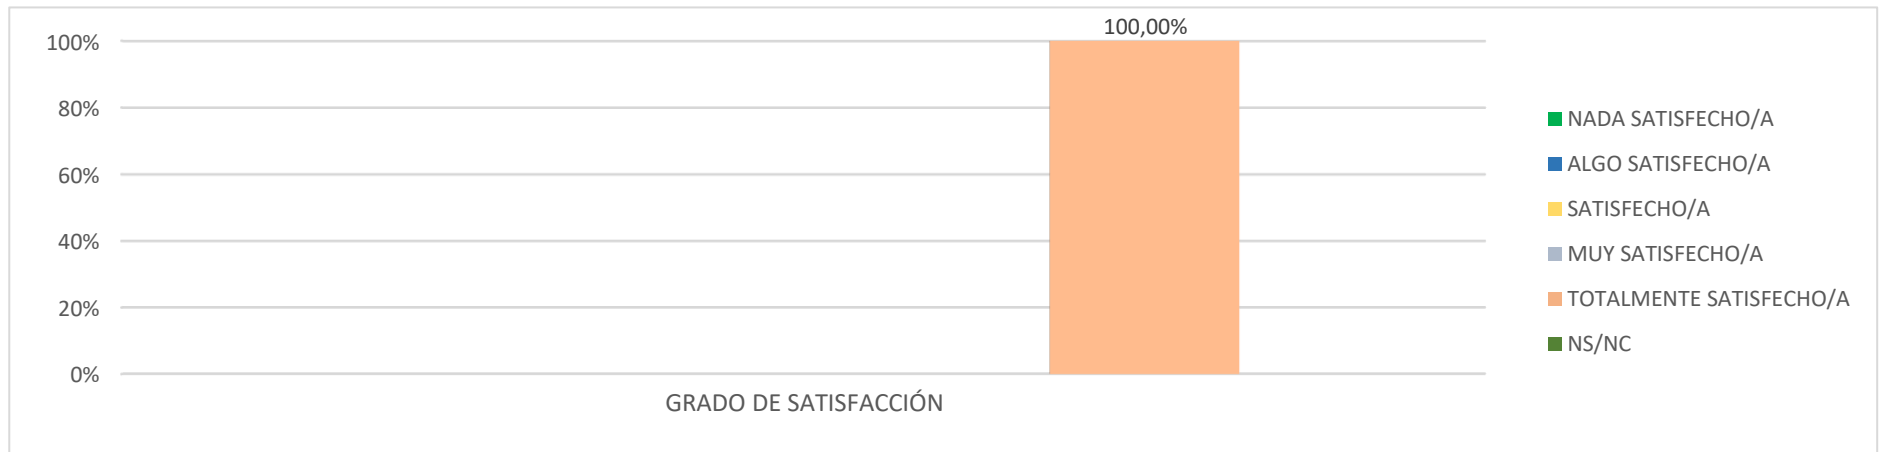 100,00%
100%
80%
60%
40%
20%
0%
GRADO DE SATISFACCIÓN
NADA SATISFECHO/A
ALGO SATISFECHO/A
SATISFECHO/A
MUY SATISFECHO/A
TOTALMENTE SATISFECHO/A
NS/NC